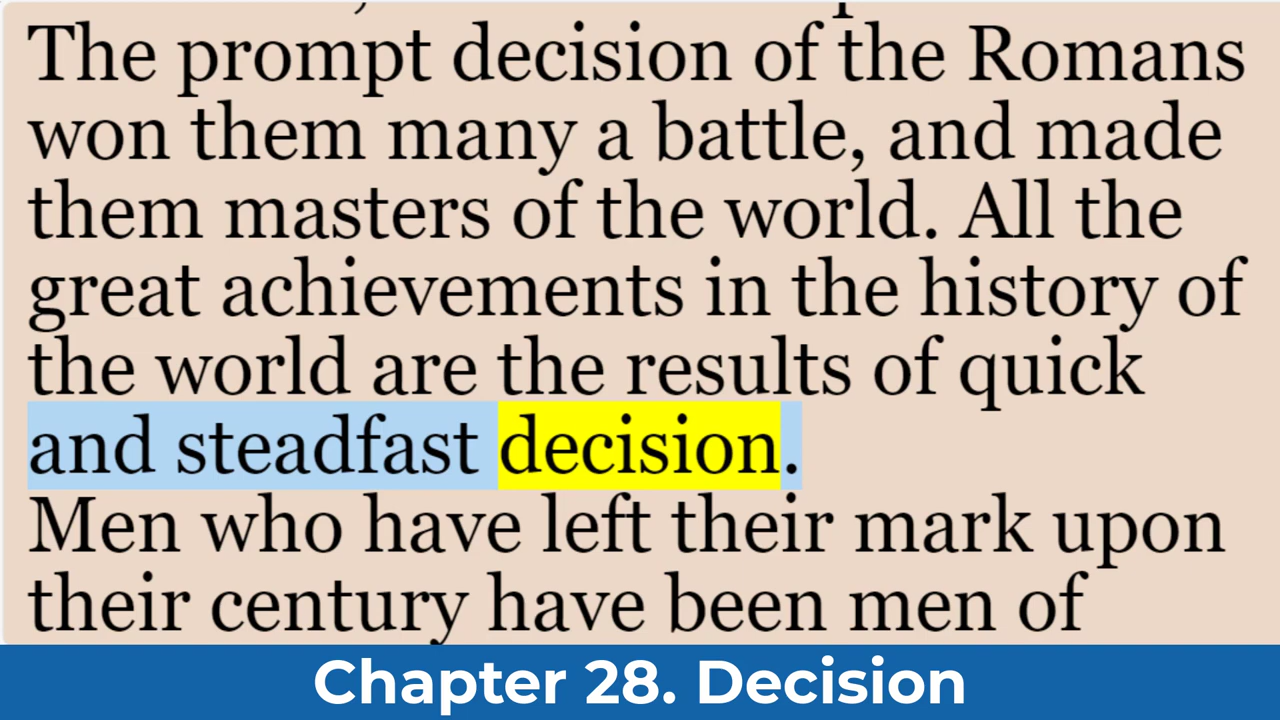 The prompt decision of the Romans
won them many a battle, and made
them masters of the world. All the
great achievements in the history of
the world are the results of quick
and steadfast decision.
Men who have left their mark upon
their century have been men of
Chapter 28. Decision